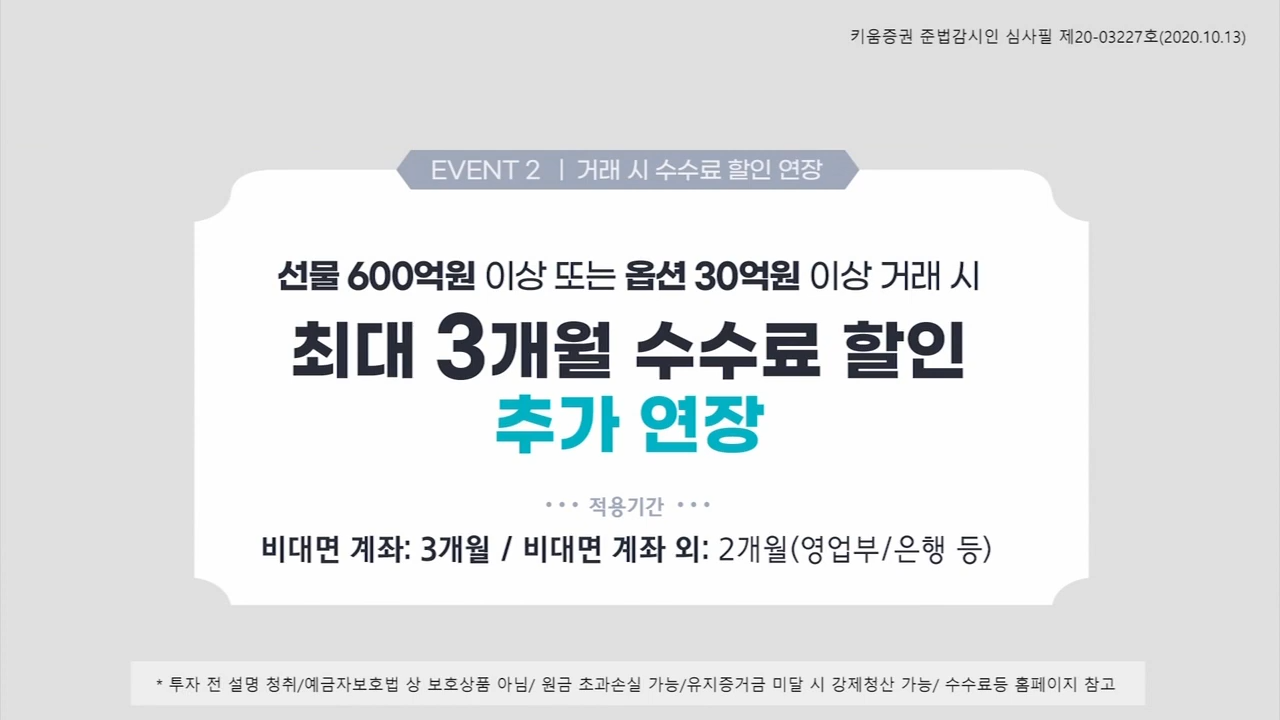 키움증권 준법감시인 심사필 제20-03227호(2020.10.13)
EVENT 2 | 거래 시 수수료 할인 연장
선물 600억원 이상 또는 옵션 30억원 이상 거래 시
최대 3개월 수수료 할인
추가 연장
••• 적용기간 •••
비대면 계좌: 3개월 / 비대면 계좌 외: 2개월(영업부/은행 등)
* 투자 전 설명 청취/예금자보호법 상 보호상품 아님/ 원금 초과손실 가능/유지증거금 미달 시 강제청산 가능/ 수수료등 홈페이지 참고